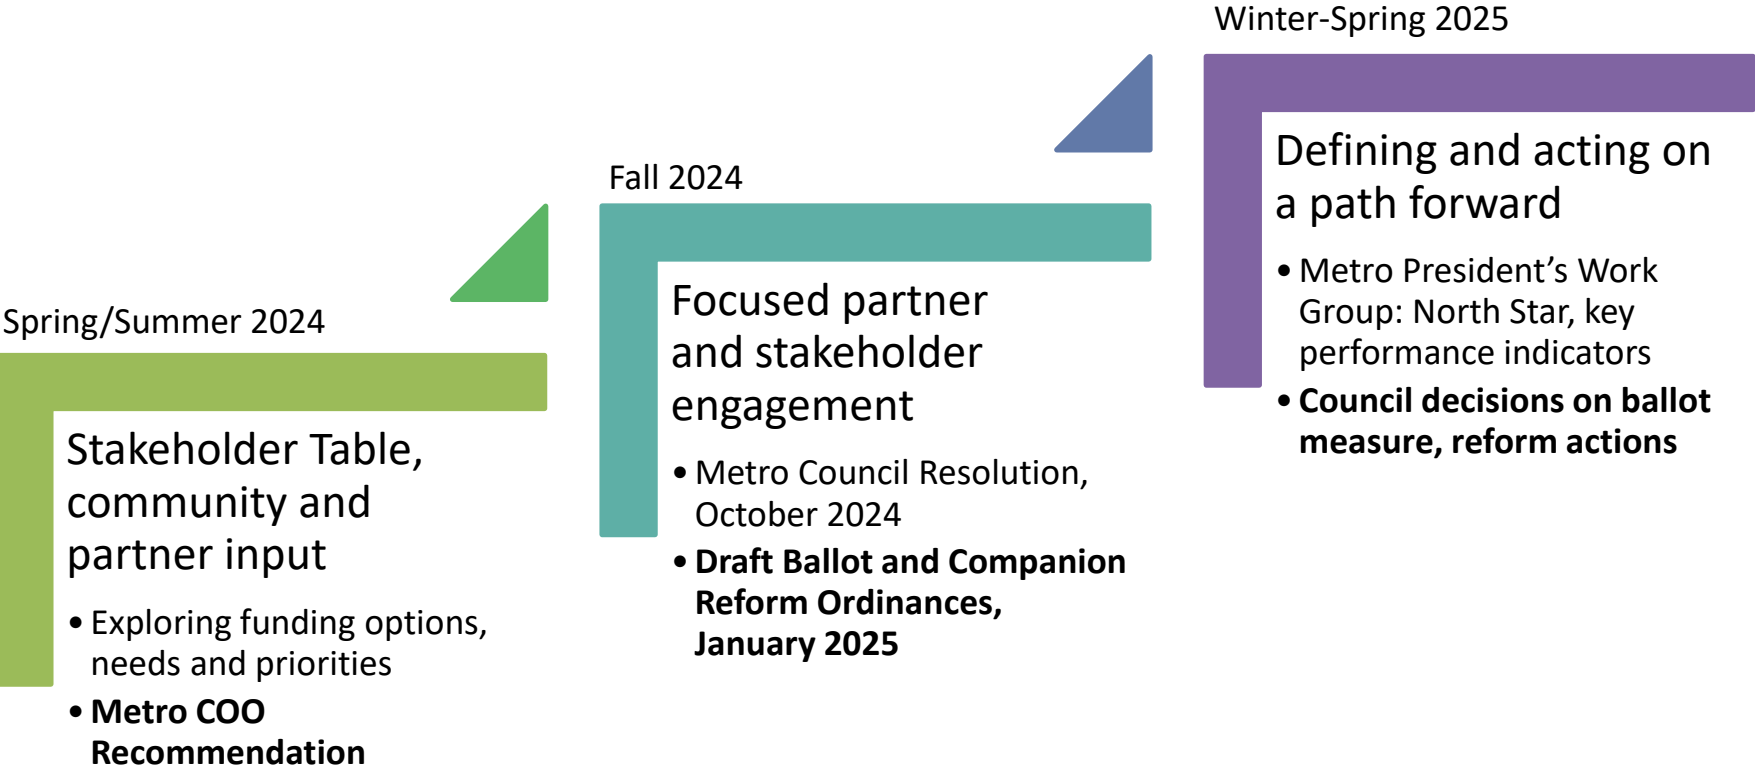 Spring/Summer 2024
Stakeholder Table,
community and
partner input
• Exploring funding options,
needs and priorities
• Metro COO
Recommendation
Fall 2024
Focused partner
and stakeholder
engagement
• Metro Council Resolution,
October 2024
• Draft Ballot and Companion
Reform Ordinances,
January 2025
Winter-Spring 2025
Defining and acting on
a path forward
• Metro President’s Work
Group: North Star, key
performance indicators
• Council decisions on ballot
measure, reform actions